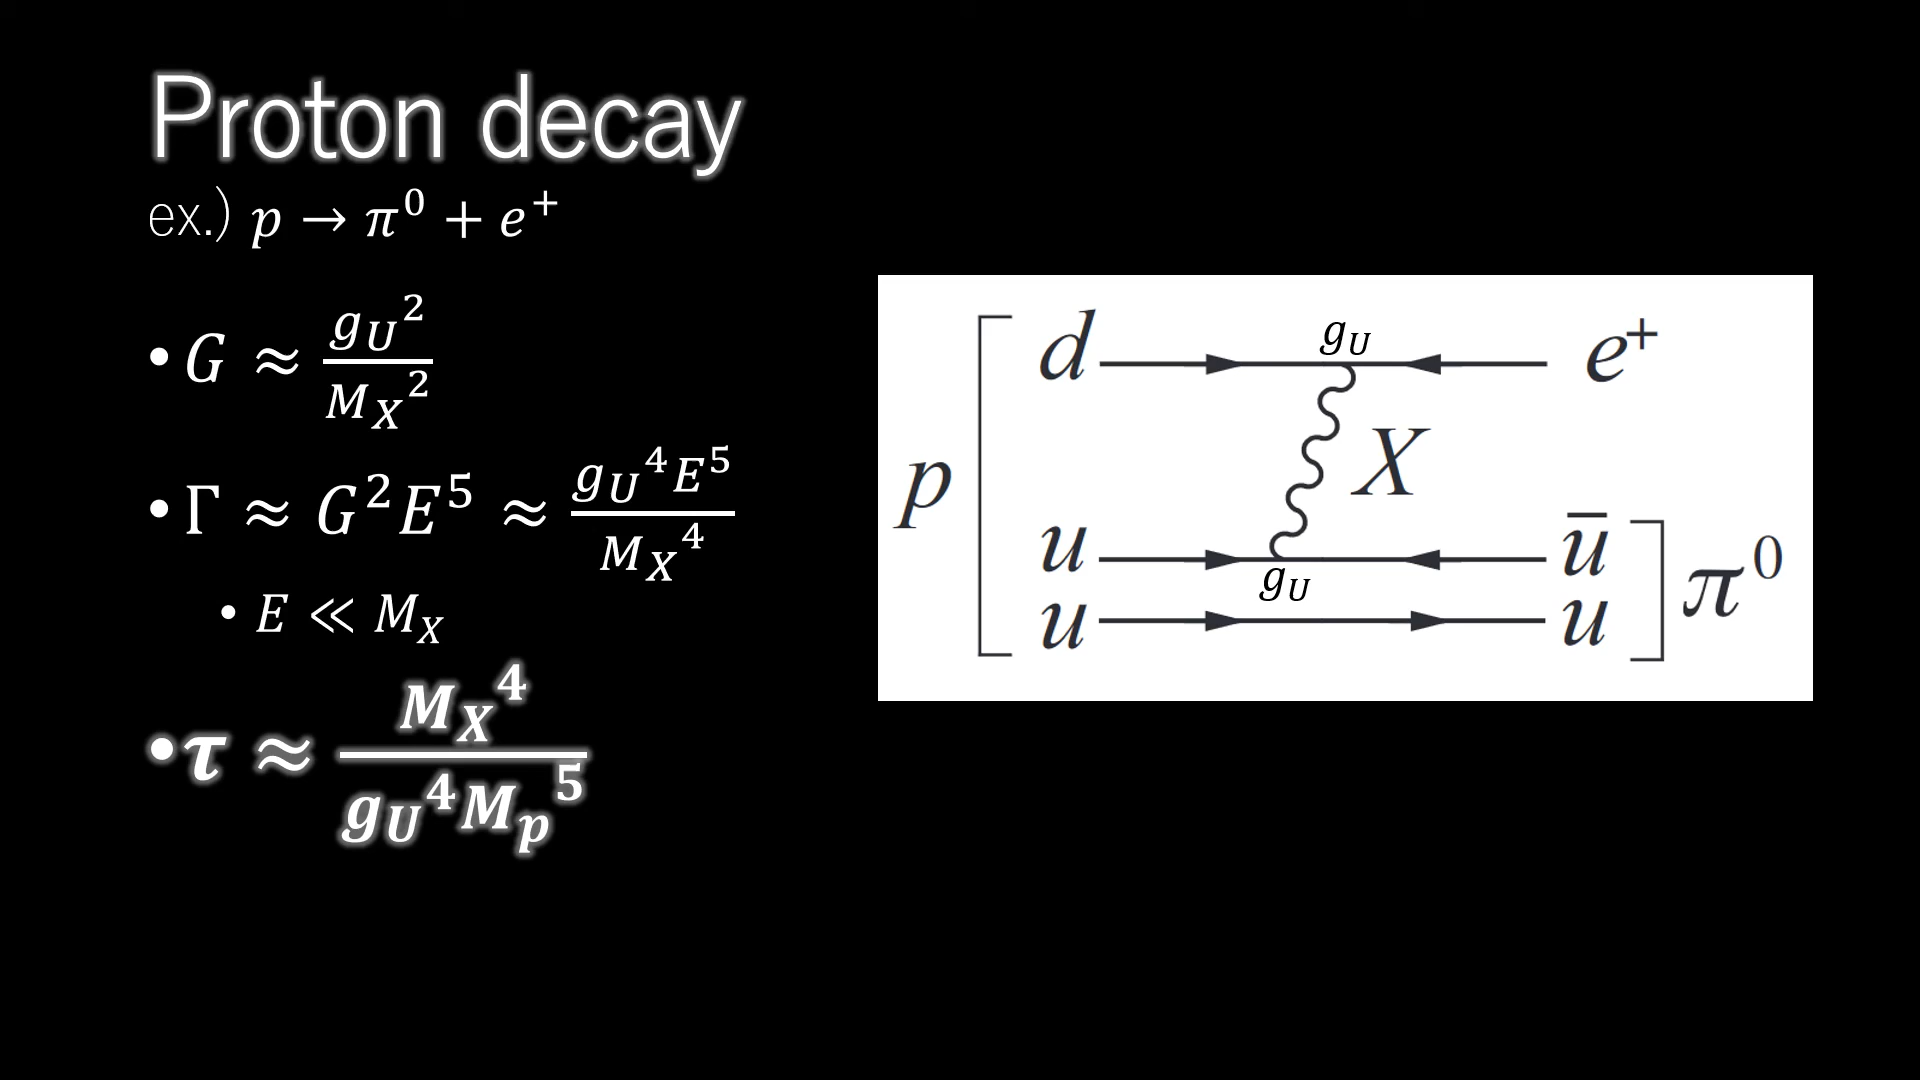 Proton decay
ex.) p → π⁰ + e⁺
• G ≈ g_U² / M_X²
• Γ ≈ G²E⁵ ≈ g_U⁴E⁵ / M_X⁴
• E ≪ M_X
• τ ≈ M_X⁴ / g_U⁴M_p⁵
d g_U e⁺
p X
u ū
g_U π⁰
u u